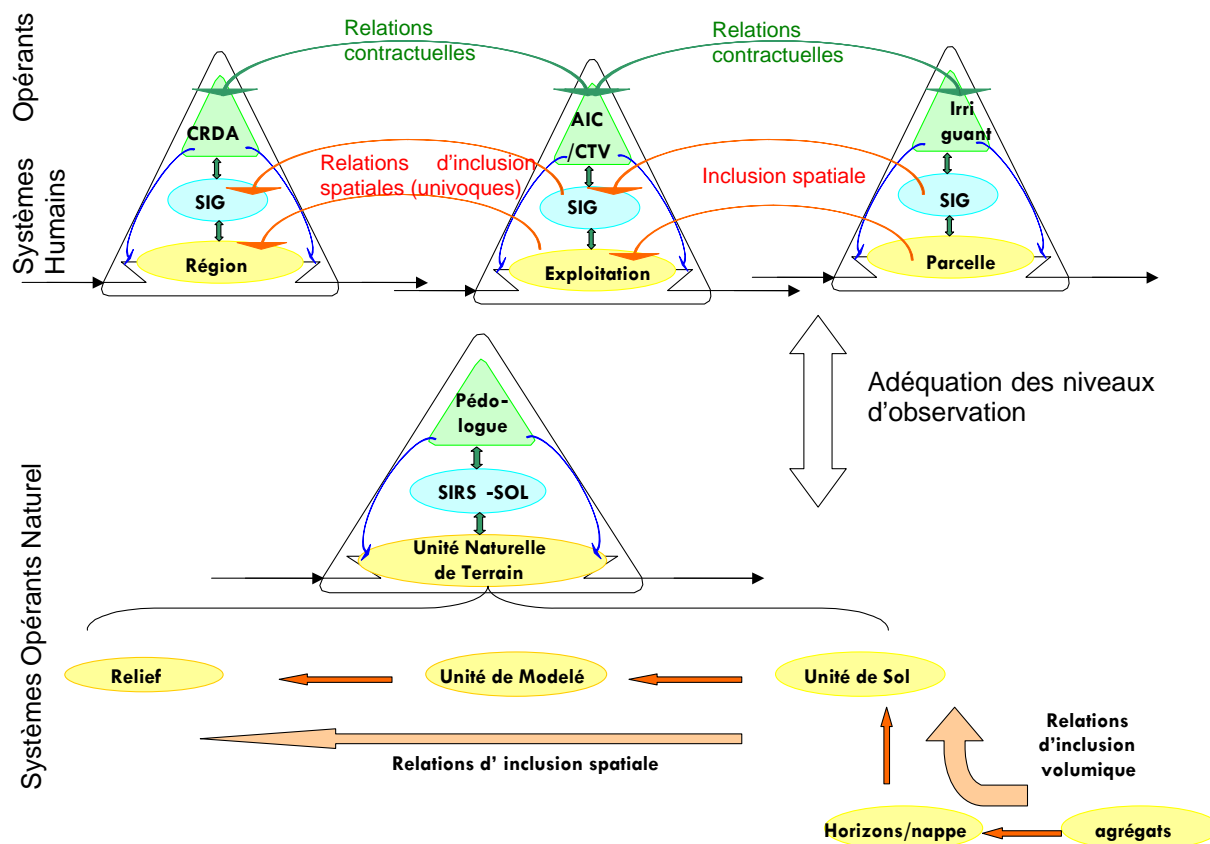 Systèmes Opérants
Humains
Relations
contractuelles
Relations
contractuelles
CRDA
AIC
/CTV
Irri
guant
Relations d'inclusion
spatiales (univoques)
Inclusion spatiale
SIG
SIG
SIG
Région
Exploitation
Parcelle
Adéquation des niveaux
d'observation
Systèmes Opérants Naturel
Pédo-
logue
SIRS -SOL
Unité Naturelle
de Terrain
Relief
Unité de Modelé
Unité de Sol
Relations d' inclusion spatiale
Relations
d'inclusion
volumique
Horizons/nappe
agrégats